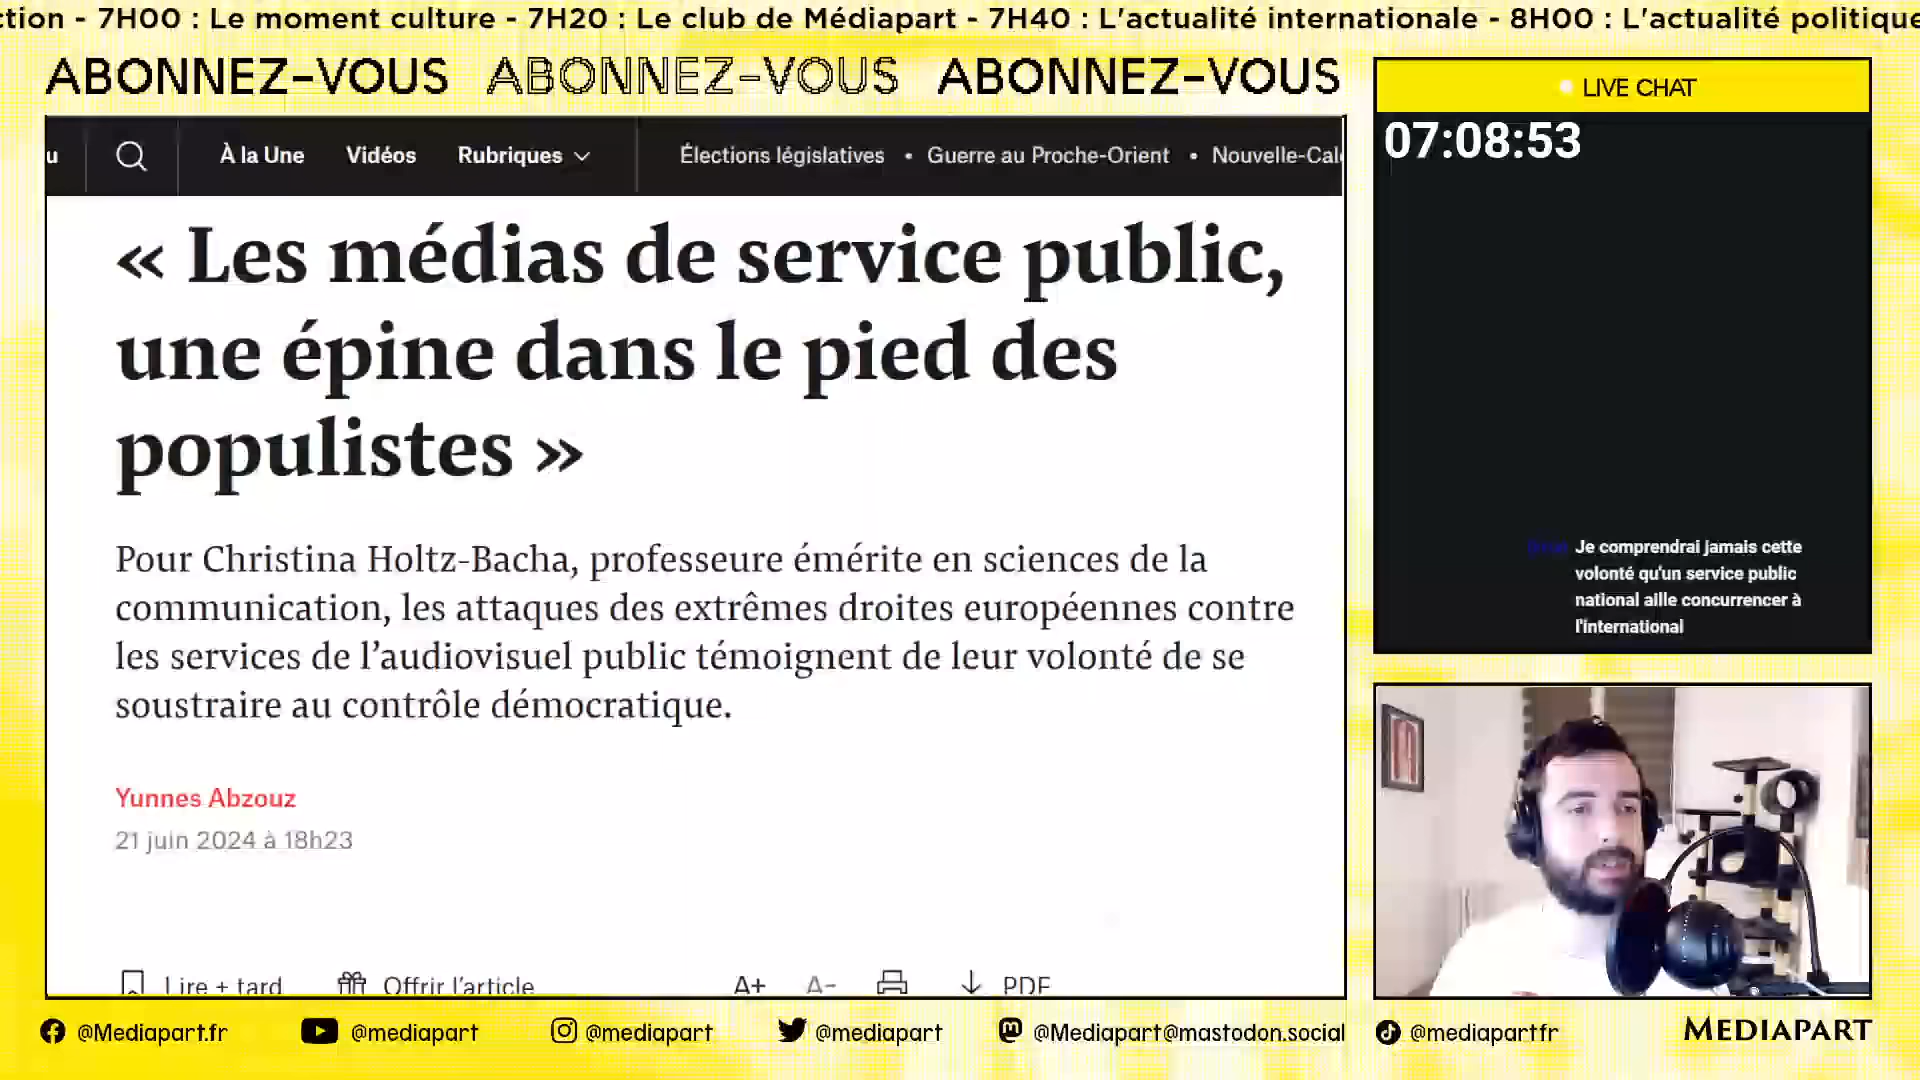 ction - 7H00 : Le moment culture - 7H20 : Le club de Médiapart - 7H40 : L'actualité internationale - 8H00 : L'actualité politique
ABONNEZ-VOUS ABONNEZ-VOUS ABONNEZ-VOUS
LIVE CHAT
07:08:53
u
À la Une Vidéos Rubriques Élections législatives • Guerre au Proche-Orient • Nouvelle-Cal
« Les médias de service public,
une épine dans le pied des
populistes »
Pour Christina Holtz-Bacha, professeure émérite en sciences de la
communication, les attaques des extrêmes droites européennes contre
les services de l’audiovisuel public témoignent de leur volonté de se
soustraire au contrôle démocratique.
Yunnes Abzouz
21 juin 2024 à 18h23
Lire + tard Offrir l’article A+ A- PDF
Je comprendrai jamais cette
volonté qu'un service public
national aille concurrencer à
l'international
@Mediapart.fr @mediapart @mediapart @mediapart @Mediapart@mastodon.social @mediapartfr MEDIAPART